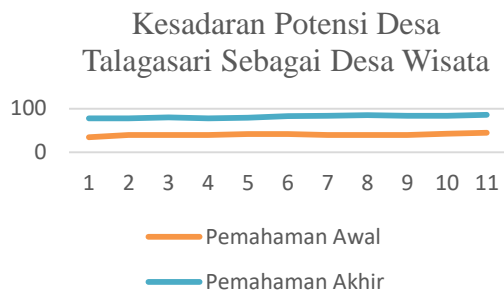 Kesadaran Potensi Desa
Talagasari Sebagai Desa Wisata
100
0
1 2 3 4 5 6 7 8 9 10 11
Pemahaman Awal
Pemahaman Akhir